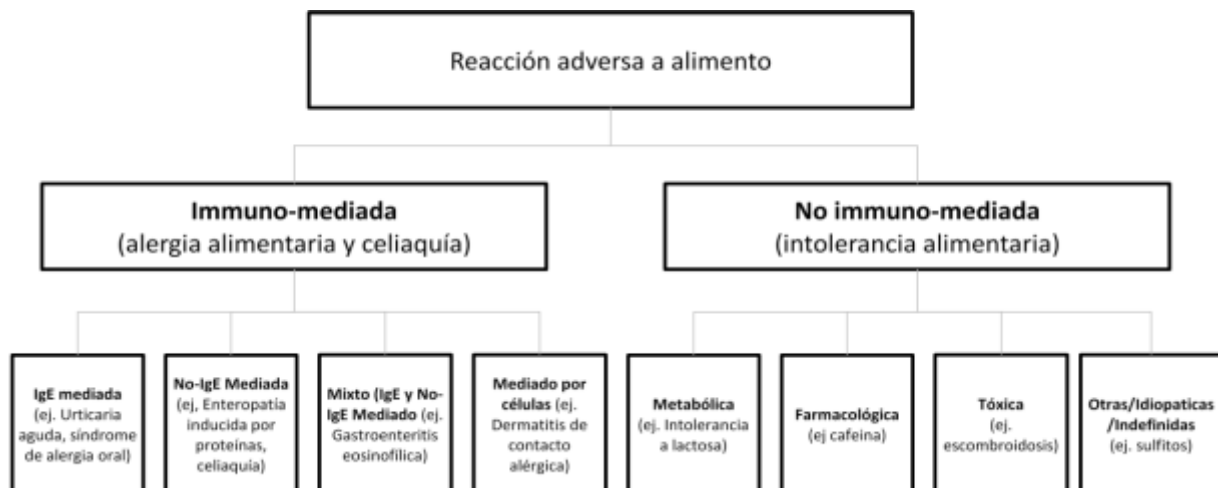 Reacción adversa a alimento
Immuno-mediada
(alergia alimentaria y celiaquía)
No immuno-mediada
(intolerancia alimentaria)
IgE mediada
(ej. Urticaria
aguda, síndrome
de alergia oral)
No-IgE Mediada
(ej, Enteropatía
inducida por
proteínas,
celiaquía)
Mixto (IgE y No-
IgE Mediado (ej.
Gastroenteritis
eosinofílica)
Mediado por
células (ej.
Dermatitis de
contacto
alérgica)
Metabólica
(ej. Intolerancia
a lactosa)
Farmacológica
(ej cafeina)
Tóxica
(ej.
escombroidosis)
Otras/Idiopaticas
/Indefinidas
(ej. sulfitos)